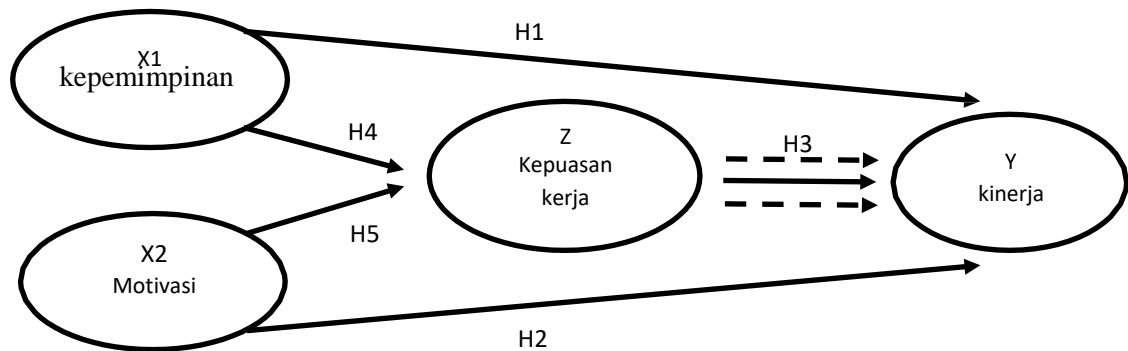 H1
X1
kepemimpinan
H4
Z
Kepuasan
kerja
H3
Y
kinerja
H5
X2
Motivasi
H2